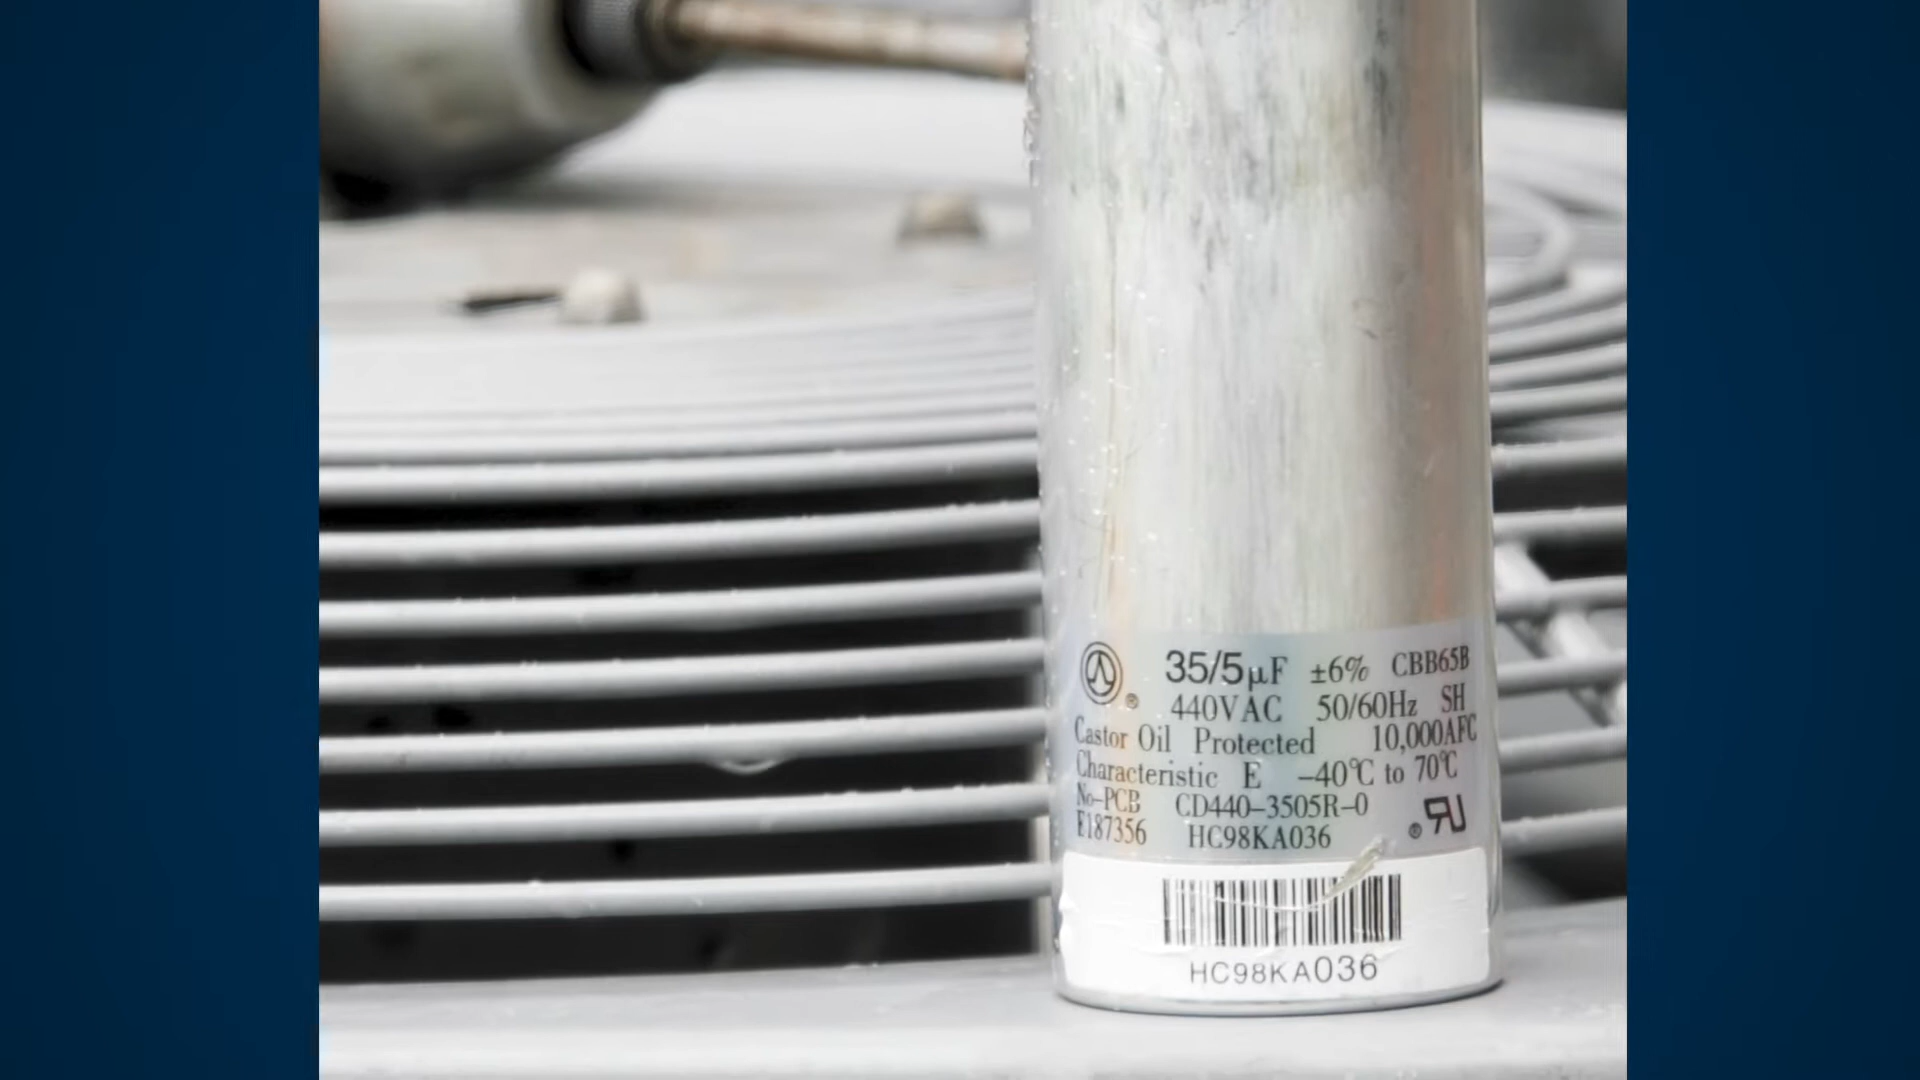 35/5µF ±6% CBB65B
440VAC 50/60Hz SH
Castor Oil Protected 10,000AFC
Characteristic E –40℃ to 70℃
No–PCB CD440–3505R–0
E187356 HC98KA036
HC98KA036